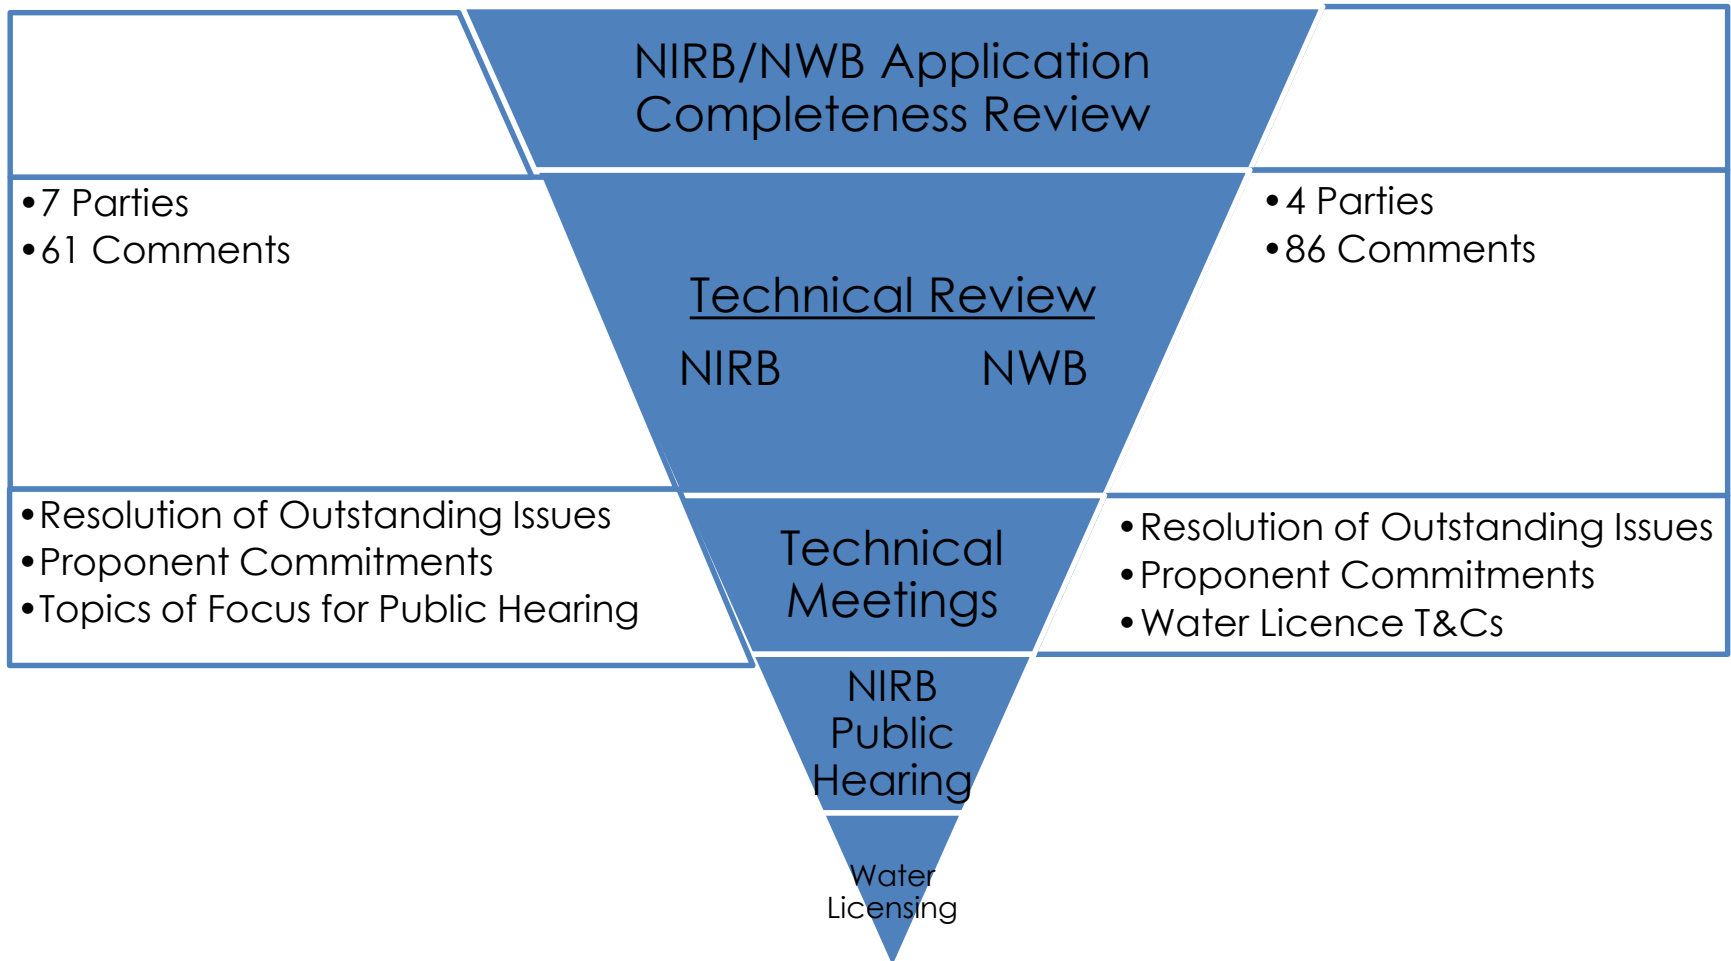 NIRB/NWB Application
Completeness Review
•7 Parties
•61 Comments
Technical Review
NIRB NWB
•4 Parties
•86 Comments
•Resolution of Outstanding Issues
•Proponent Commitments
•Topics of Focus for Public Hearing
Technical
Meetings
•Resolution of Outstanding Issues
•Proponent Commitments
•Water Licence T&Cs
NIRB
Public
Hearing
Water
Licensing